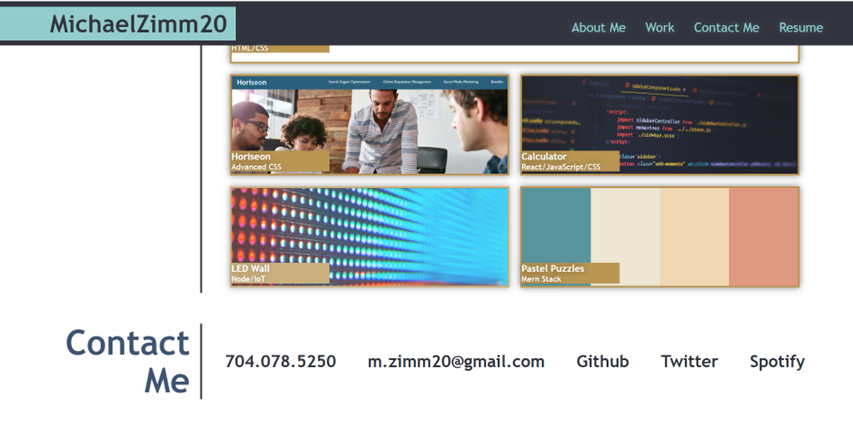 MichaelZimm20
About Me Work Contact Me Resume
HTML/CSS
Horiseon
Search Engine Optimization Online Reputation Management Social Media Marketing Benefits
Horiseon
Advanced CSS
<script>
Calculator
React/JavaScript/CSS
LED Wall
Node/IoT
Pastel Puzzles
Mern Stack
Contact
Me
704.078.5250 m.zimm20@gmail.com Github Twitter Spotify